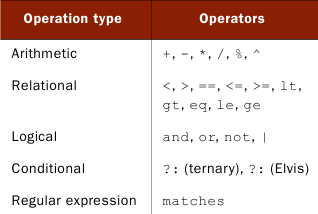 Operation type Operators
Arithmetic +, -, *, /, %, ^
Relational <, >, ==, <=, >=, lt,
gt, eq, le, ge
Logical and, or, not, |
Conditional ?: (ternary), ?: (Elvis)
Regular expression matches